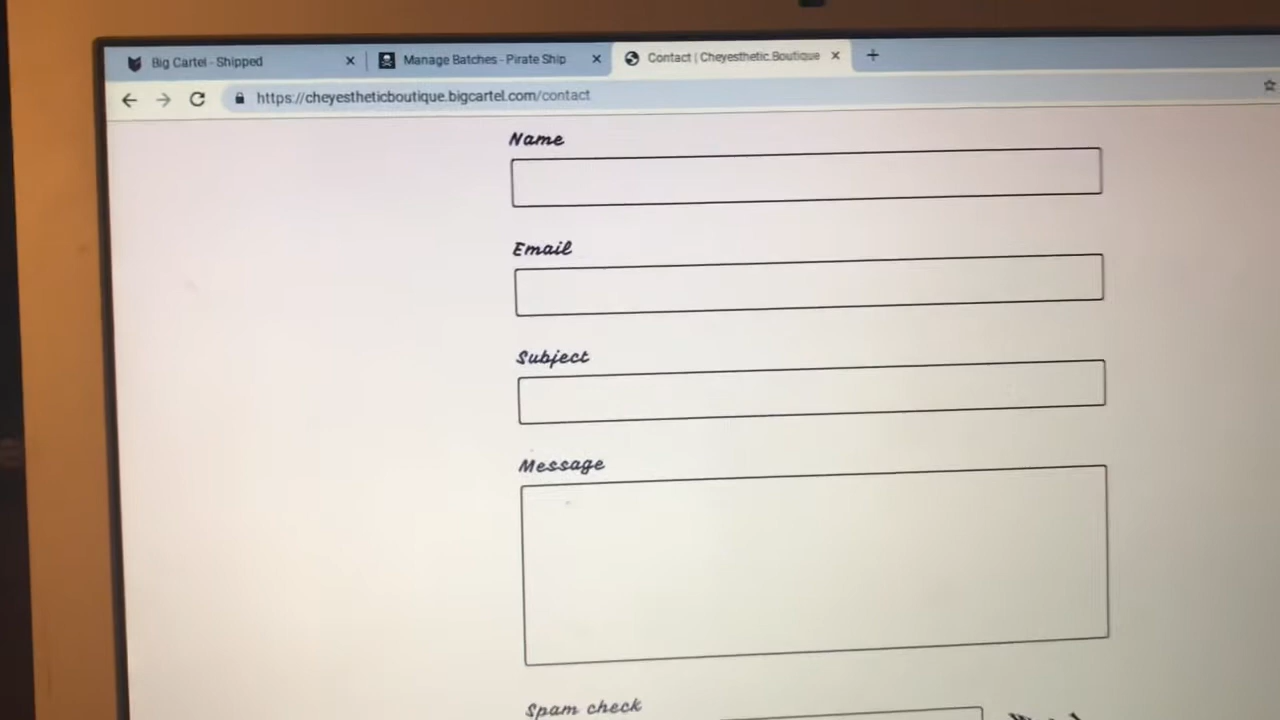 Big Cartel - Shipped
Manage Batches - Pirate Ship
Contact | Cheyesthetic.Boutique
https://cheyestheticboutique.bigcartel.com/contact
Name
Email
Subject
Message
Spam check